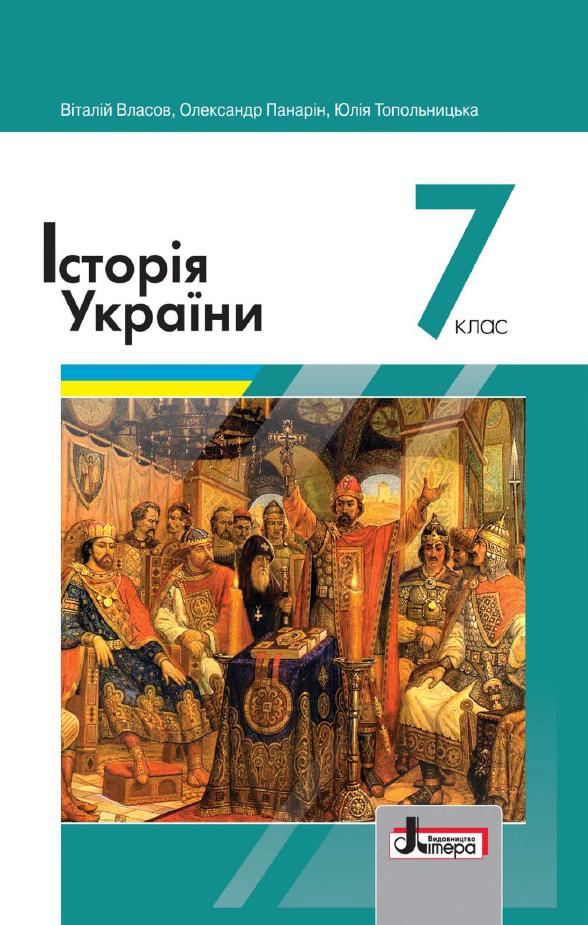 Віталій Власов, Олександр Панарін, Юлія Топольницька
7
клас
Історія
України
Видавництво
Літера